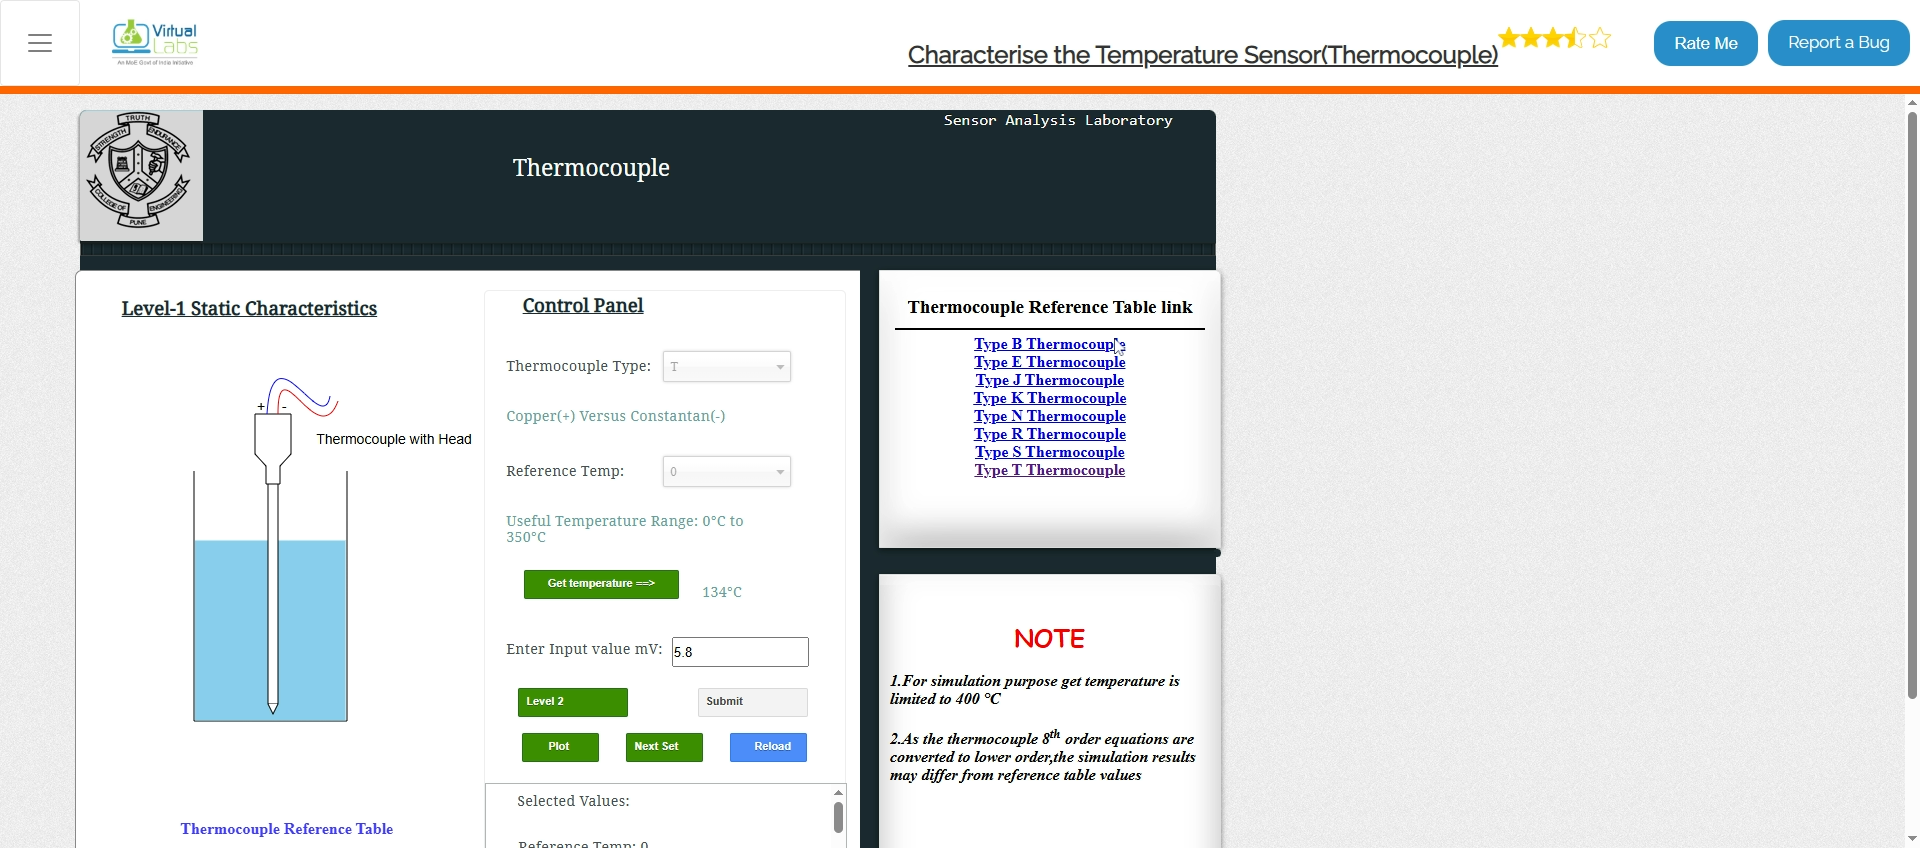 Virtual
Labs
An MoE Govt of India Initiative
Characterise the Temperature Sensor(Thermocouple)
Rate Me
Report a Bug
TRUTH
STRENGTH
ENDURANCE
COLLEGE OF
ENGINEERING
PUNE
Sensor Analysis Laboratory
Thermocouple
Level-1 Static Characteristics
+ -
Thermocouple with Head
Thermocouple Reference Table
Control Panel
Thermocouple Type: T
Copper(+) Versus Constantan(-)
Reference Temp: 0
Useful Temperature Range: 0°C to
350°C
Get temperature ==>
134°C
Enter Input value mV: 5.8
Level 2
Submit
Plot
Next Set
Reload
Selected Values:
Reference Temp: 0
Thermocouple Reference Table link
Type B Thermocouple
Type E Thermocouple
Type J Thermocouple
Type K Thermocouple
Type N Thermocouple
Type R Thermocouple
Type S Thermocouple
Type T Thermocouple
NOTE
1.For simulation purpose get temperature is
limited to 400 °C
2.As the thermocouple 8th order equations are
converted to lower order,the simulation results
may differ from reference table values